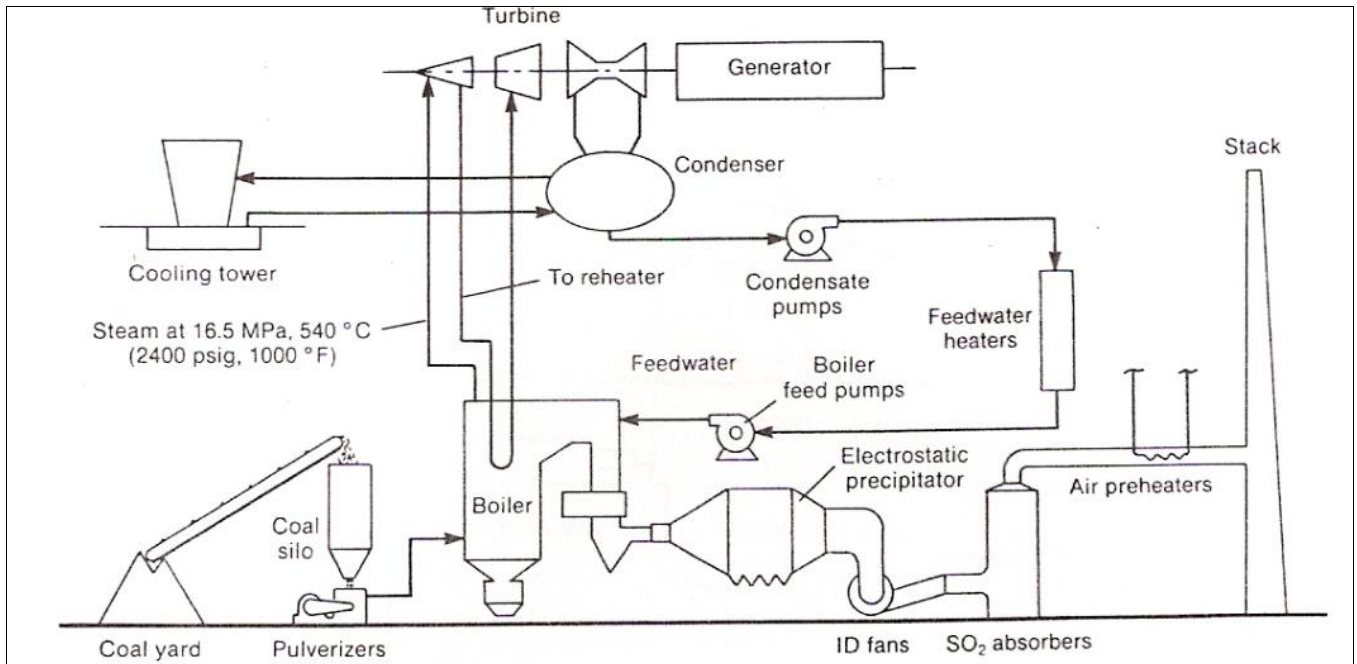 Turbine
Generator
Stack
Condenser
Cooling tower
To reheater
Condensate
pumps
Steam at 16.5 MPa, 540 °C
(2400 psig, 1000 °F)
Feedwater
heaters
Feedwater
Boiler
feed pumps
Electrostatic
precipitator
Air preheaters
Boiler
Coal
silo
Coal yard
Pulverizers
ID fans
SO₂ absorbers